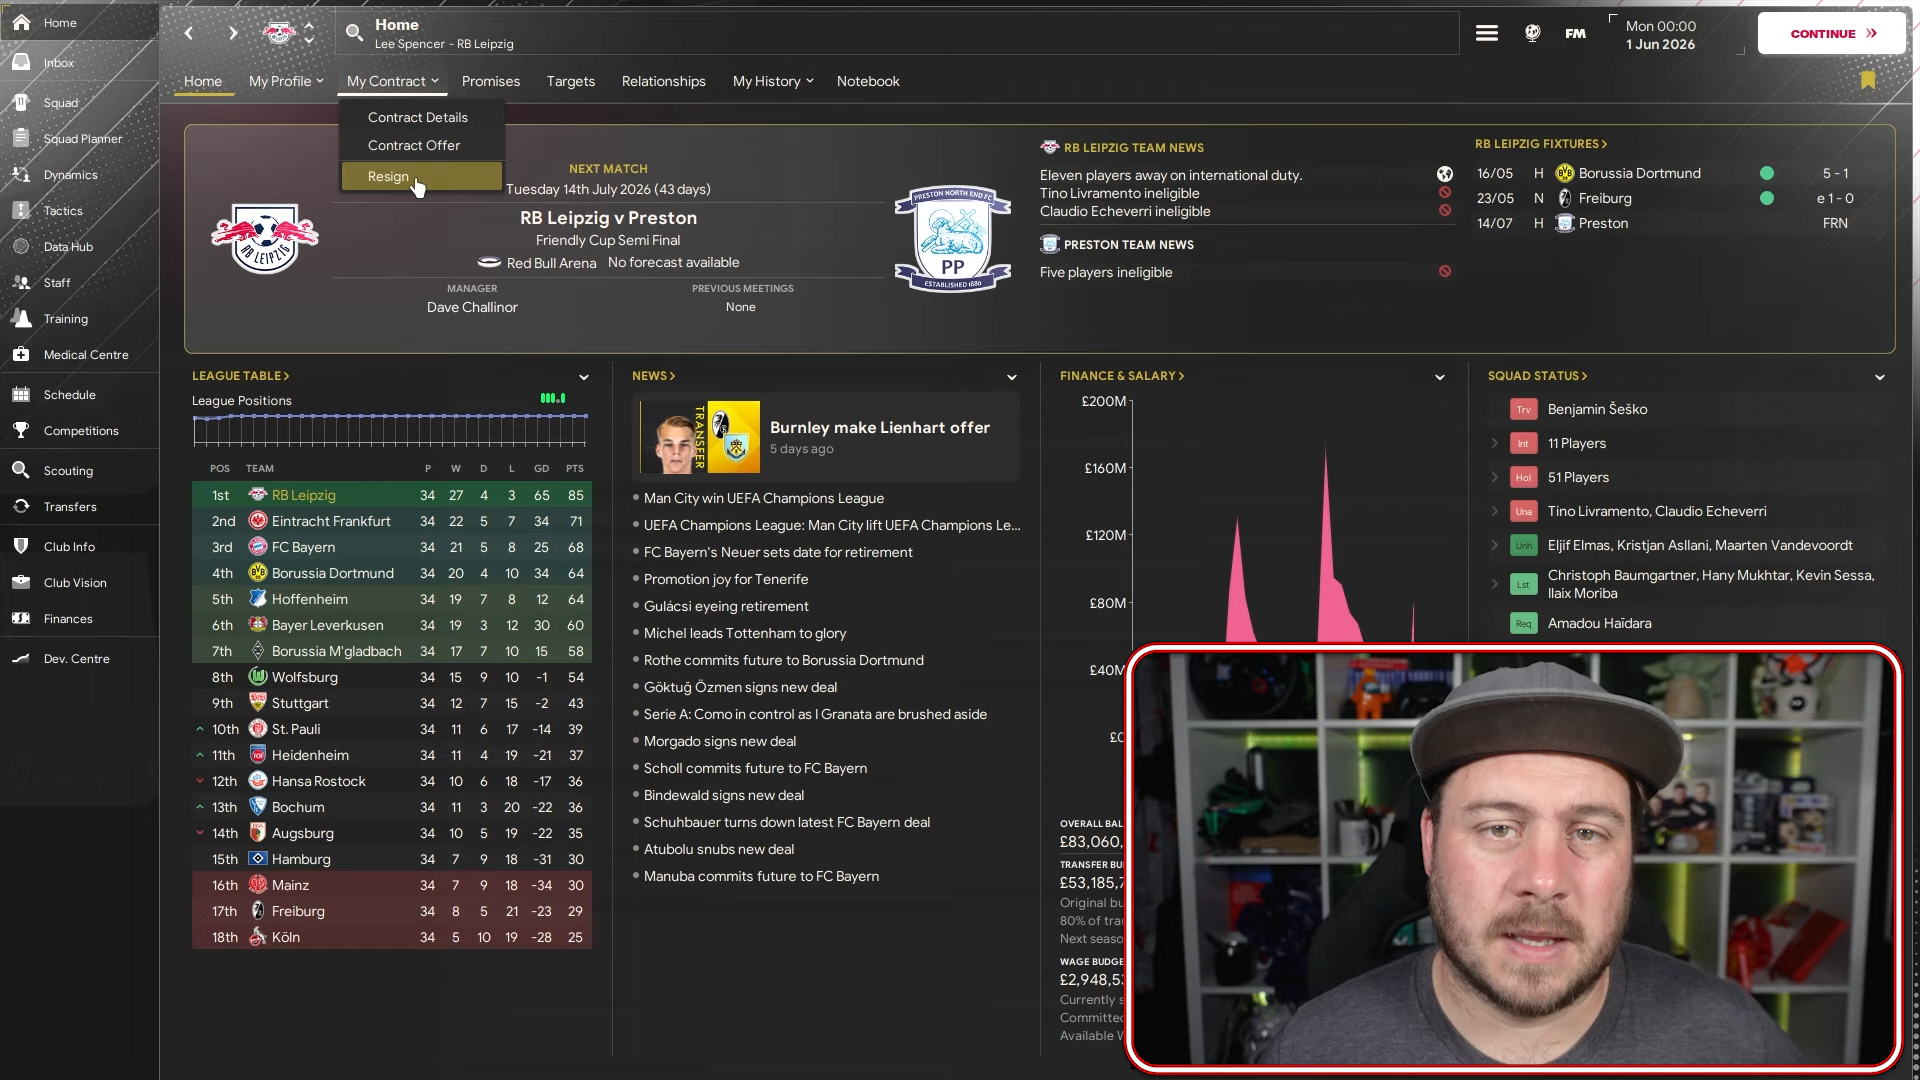 Home
Inbox
Squad
Squad Planner
Dynamics
Tactics
Data Hub
Staff
Training
Medical Centre
Schedule
Competitions
Scouting
Transfers
Club Info
Club Vision
Finances
Dev. Centre
Home
Lee Spencer - RB Leipzig
FM
Mon 00:00
1 Jun 2026
CONTINUE
Home My Profile My Contract Promises Targets Relationships My History Notebook
Contract Details
Contract Offer
Resign
NEXT MATCH
Tuesday 14th July 2026 (43 days)
RB Leipzig v Preston
Friendly Cup Semi Final
Red Bull Arena No forecast available
MANAGER PREVIOUS MEETINGS
Dave Challinor None
RB LEIPZIG
PRESTON NORTH END FC
PP
ESTABLISHED 1880
RB LEIPZIG TEAM NEWS
Eleven players away on international duty.
Tino Livramento ineligible
Claudio Echeverri ineligible
PRESTON TEAM NEWS
Five players ineligible
RB LEIPZIG FIXTURES >
16/05 H Borussia Dortmund 5 - 1
23/05 N Freiburg e 1 - 0
14/07 H Preston FRN
LEAGUE TABLE >
League Positions
POS TEAM P W D L GD PTS
1st RB Leipzig 34 27 4 3 65 85
2nd Eintracht Frankfurt 34 22 5 7 34 71
3rd FC Bayern 34 21 5 8 25 68
4th Borussia Dortmund 34 20 4 10 34 64
5th Hoffenheim 34 19 7 8 12 64
6th Bayer Leverkusen 34 19 3 12 30 60
7th Borussia M'gladbach 34 17 7 10 15 58
8th Wolfsburg 34 15 9 10 -1 54
9th Stuttgart 34 12 7 15 -2 43
10th St. Pauli 34 11 6 17 -14 39
11th Heidenheim 34 11 4 19 -21 37
12th Hansa Rostock 34 10 6 18 -17 36
13th Bochum 34 11 3 20 -22 36
14th Augsburg 34 10 5 19 -22 35
15th Hamburg 34 7 9 18 -31 30
16th Mainz 34 7 9 18 -34 30
17th Freiburg 34 8 5 21 -23 29
18th Köln 34 5 10 19 -28 25
NEWS >
TRANSFER
Burnley make Lienhart offer
5 days ago
Man City win UEFA Champions League
UEFA Champions League: Man City lift UEFA Champions Le...
FC Bayern's Neuer sets date for retirement
Promotion joy for Tenerife
Gulácsi eyeing retirement
Míchel leads Tottenham to glory
Rothe commits future to Borussia Dortmund
Göktuğ Özmen signs new deal
Serie A: Como in control as I Granata are brushed aside
Morgado signs new deal
Scholl commits future to FC Bayern
Bindewald signs new deal
Schuhbauer turns down latest FC Bayern deal
Atubolu snubs new deal
Manuba commits future to FC Bayern
FINANCE & SALARY >
£200M
£160M
£120M
£80M
£40M
£0
OVERALL BAL
£83,060,
TRANSFER BU
£53,185,7
Original bu
80% of tra
Next seaso
WAGE BUDGE
£2,948,53
Currently s
Committed
Available W
SQUAD STATUS >
Trv Benjamin Šeško
Int 11 Players
Hol 51 Players
Una Tino Livramento, Claudio Echeverri
Unh Eljif Elmas, Kristjan Asllani, Maarten Vandevoordt
Lst Christoph Baumgartner, Hany Mukhtar, Kevin Sessa,
Ilaix Moriba
Req Amadou Haïdara